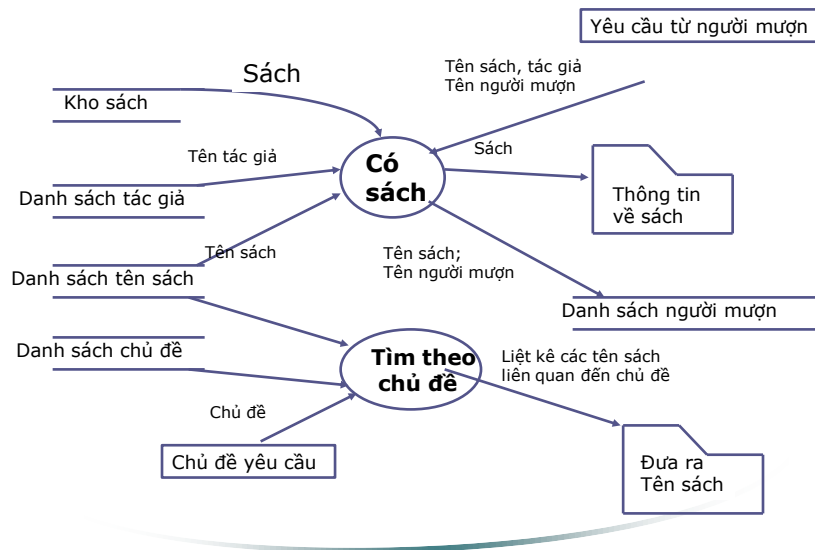 Yêu cầu từ người mượn
Sách
Tên sách, tác giả
Tên người mượn
Kho sách
Tên tác giả
Sách
Có
sách
Danh sách tác giả
Thông tin
về sách
Tên sách
Tên sách;
Tên người mượn
Danh sách tên sách
Danh sách người mượn
Danh sách chủ đề
Tìm theo
chủ đề
Liệt kê các tên sách
liên quan đến chủ đề
Chủ đề
Chủ đề yêu cầu
Đưa ra
Tên sách